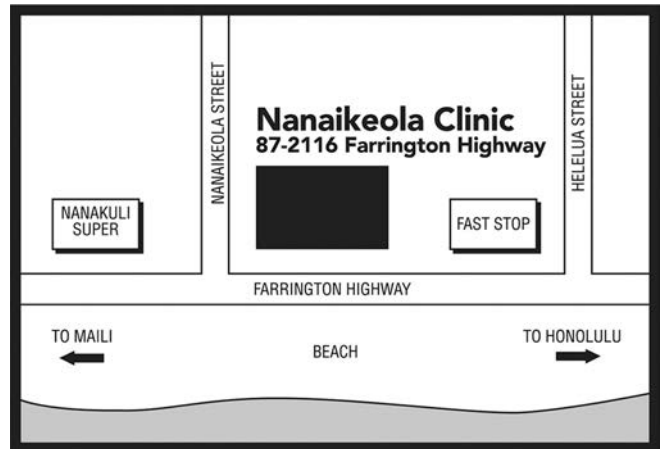 NANAIKEOLA STREET
HELELUA STREET
Nanaikeola Clinic
87-2116 Farrington Highway
NANAKULI
SUPER
FAST STOP
FARRINGTON HIGHWAY
TO MAILI
BEACH
TO HONOLULU